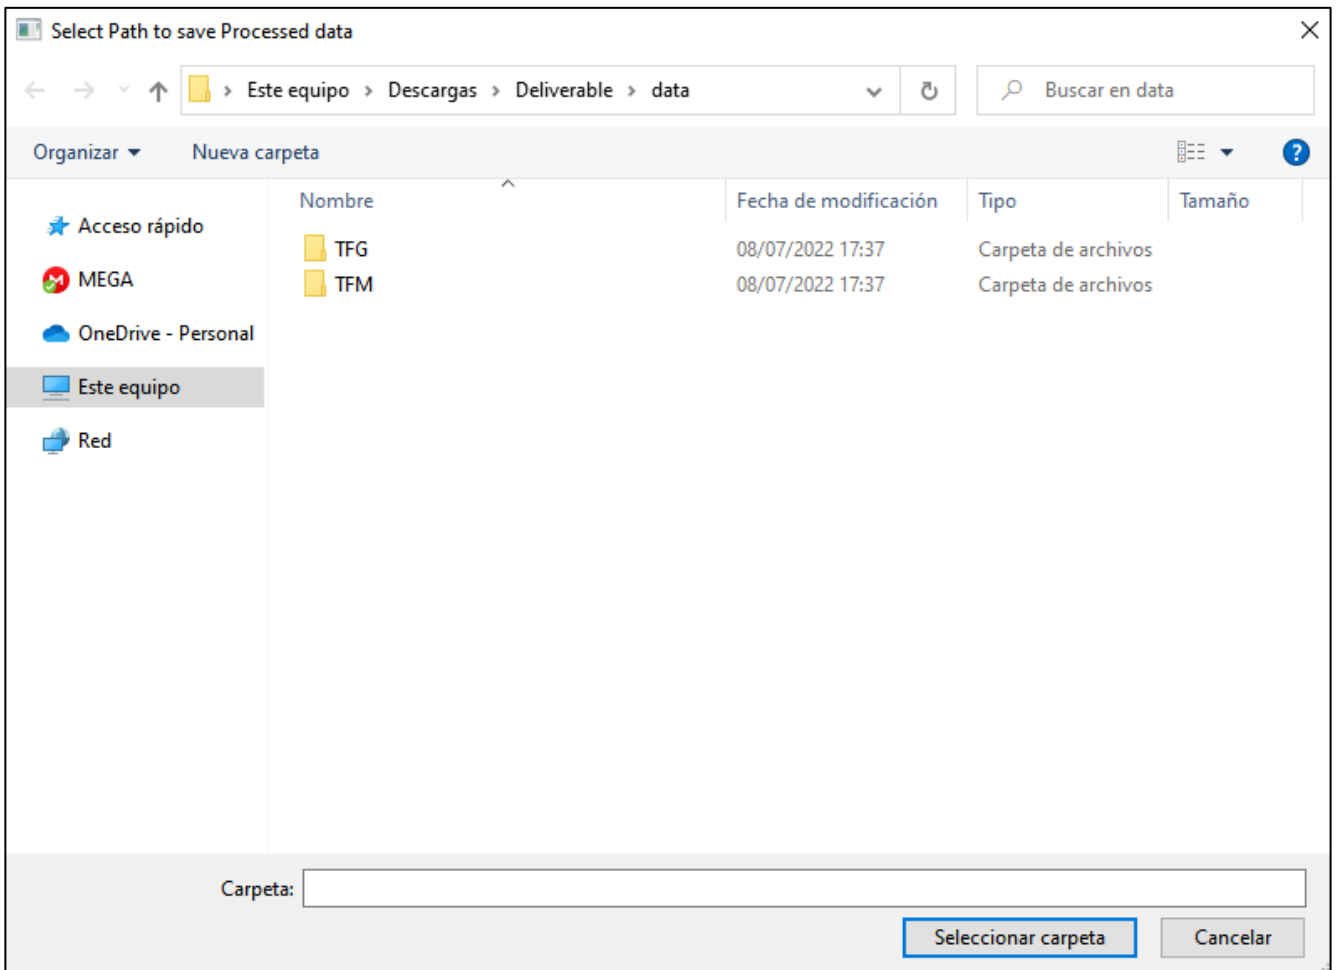 Select Path to save Processed data
Este equipo > Descargas > Deliverable > data
Buscar en data
Organizar
Nueva carpeta
?
Nombre Fecha de modificación Tipo Tamaño
Acceso rápido
MEGA
OneDrive - Personal
Este equipo
Red
TFG 08/07/2022 17:37 Carpeta de archivos
TFM 08/07/2022 17:37 Carpeta de archivos
Carpeta:
Seleccionar carpeta Cancelar